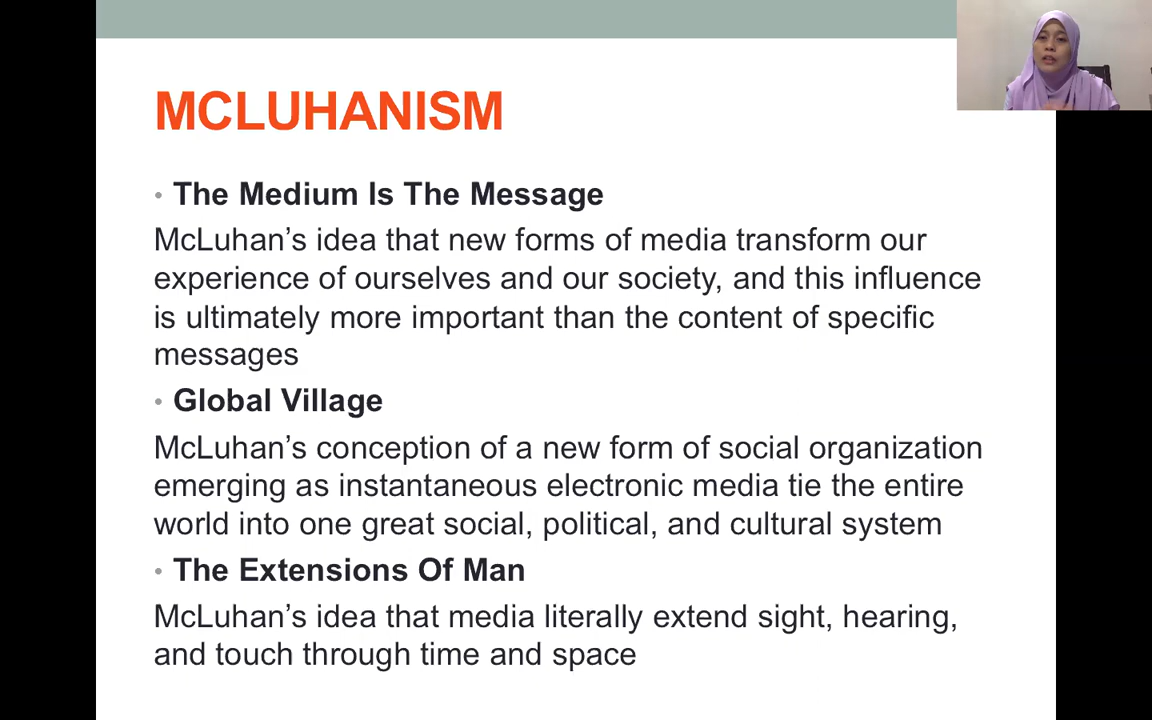 MCLUHANISM
• The Medium Is The Message
McLuhan’s idea that new forms of media transform our
experience of ourselves and our society, and this influence
is ultimately more important than the content of specific
messages
• Global Village
McLuhan’s conception of a new form of social organization
emerging as instantaneous electronic media tie the entire
world into one great social, political, and cultural system
• The Extensions Of Man
McLuhan’s idea that media literally extend sight, hearing,
and touch through time and space